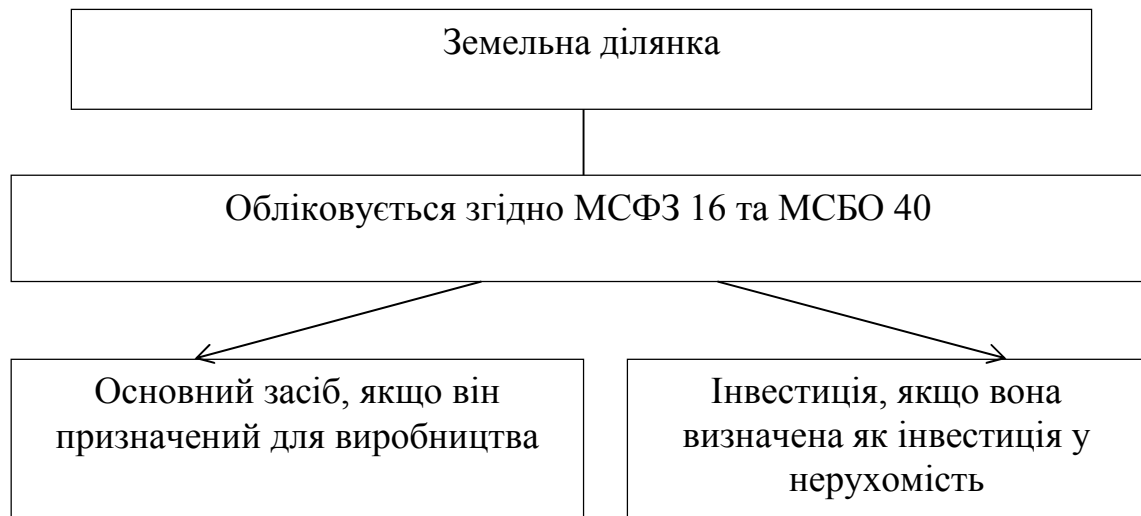 Земельна ділянка
Обліковується згідно МСФЗ 16 та МСБО 40
Основний засіб, якщо він
призначений для виробництва
Інвестиція, якщо вона
визначена як інвестиція у
нерухомість